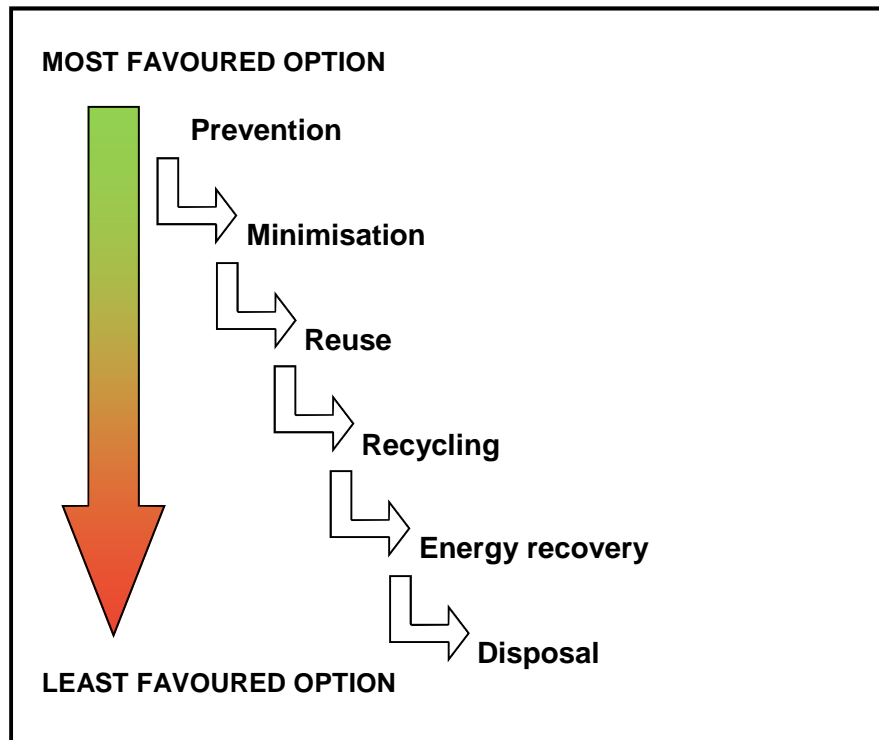 MOST FAVOURED OPTION
Prevention
Minimisation
Reuse
Recycling
Energy recovery
Disposal
LEAST FAVOURED OPTION